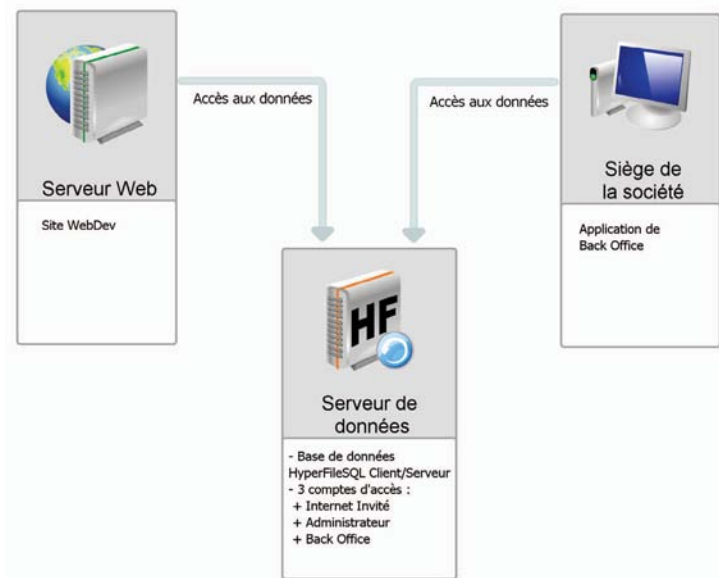 Accès aux données
Accès aux données
Serveur Web
Site WebDev
Siège de
la société
Application de
Back Office
HF
Serveur de
données
- Base de données
HyperFileSQL Client/Serveur
- 3 comptes d'accès :
+ Internet Invité
+ Administrateur
+ Back Office